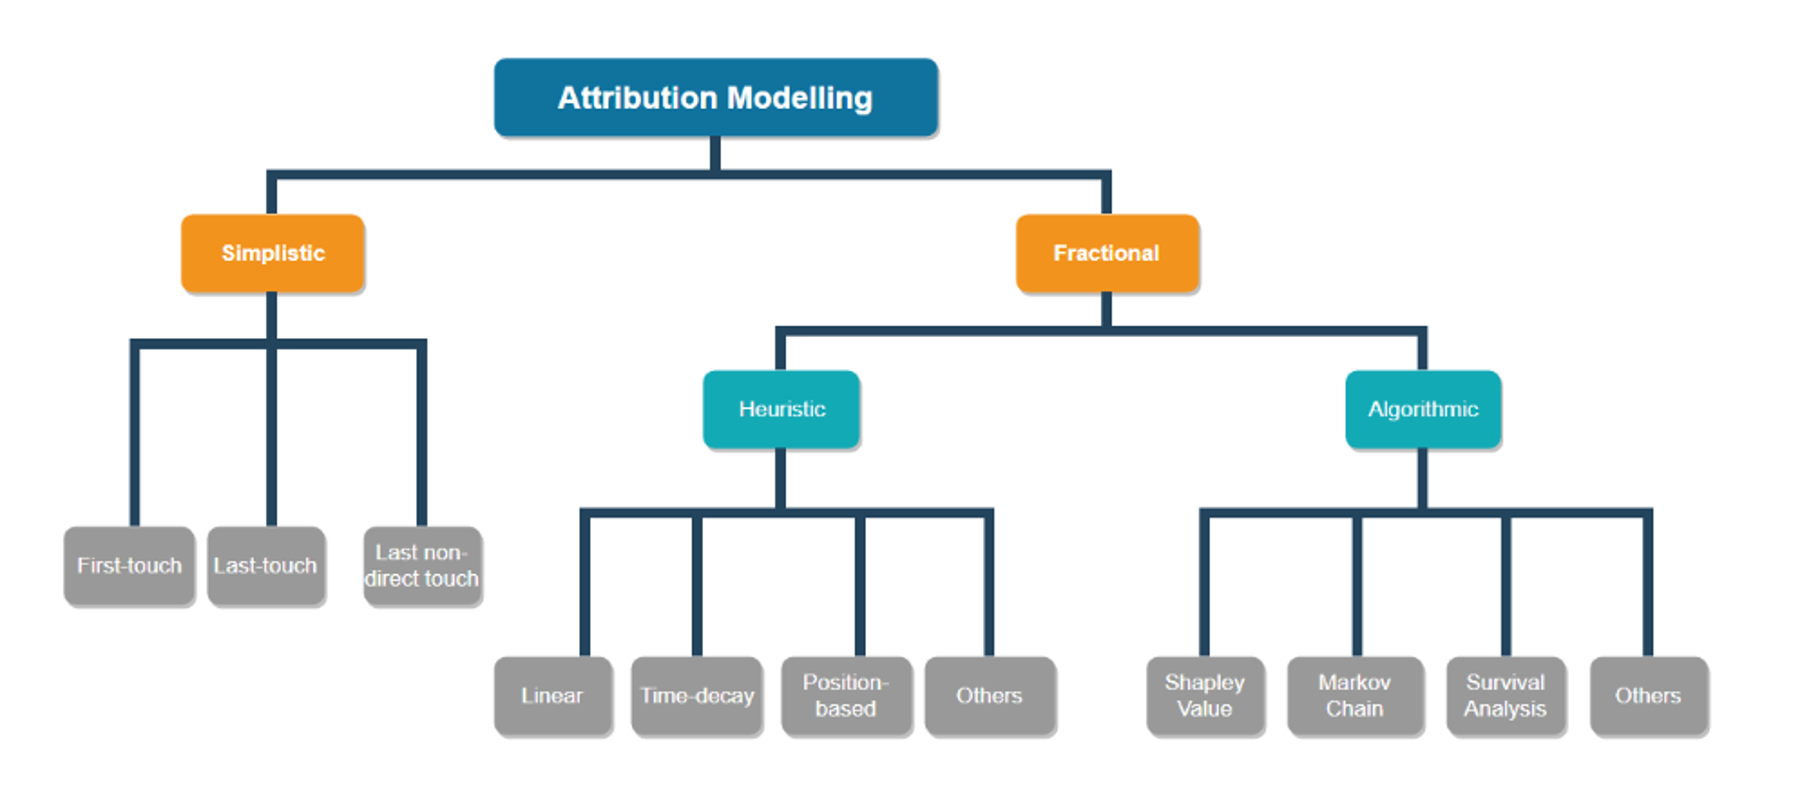 Attribution Modelling
Simplistic
Fractional
Heuristic
Algorithmic
First-touch
Last-touch
Last non-
direct touch
Linear
Time-decay
Position-
based
Others
Shapley
Value
Markov
Chain
Survival
Analysis
Others